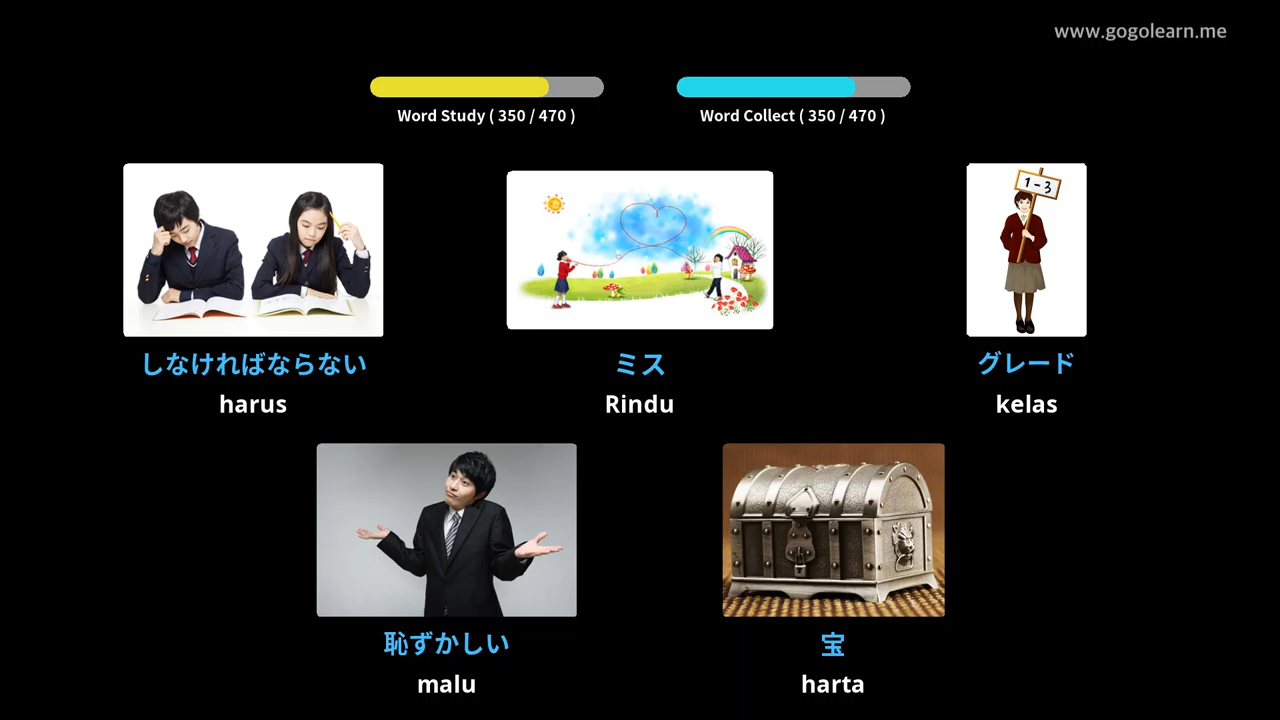 www.gogolearn.me
Word Study ( 350 / 470 )
Word Collect ( 350 / 470 )
1-3
しなければならない
harus
ミス
Rindu
グレード
kelas
恥ずかしい
malu
宝
harta